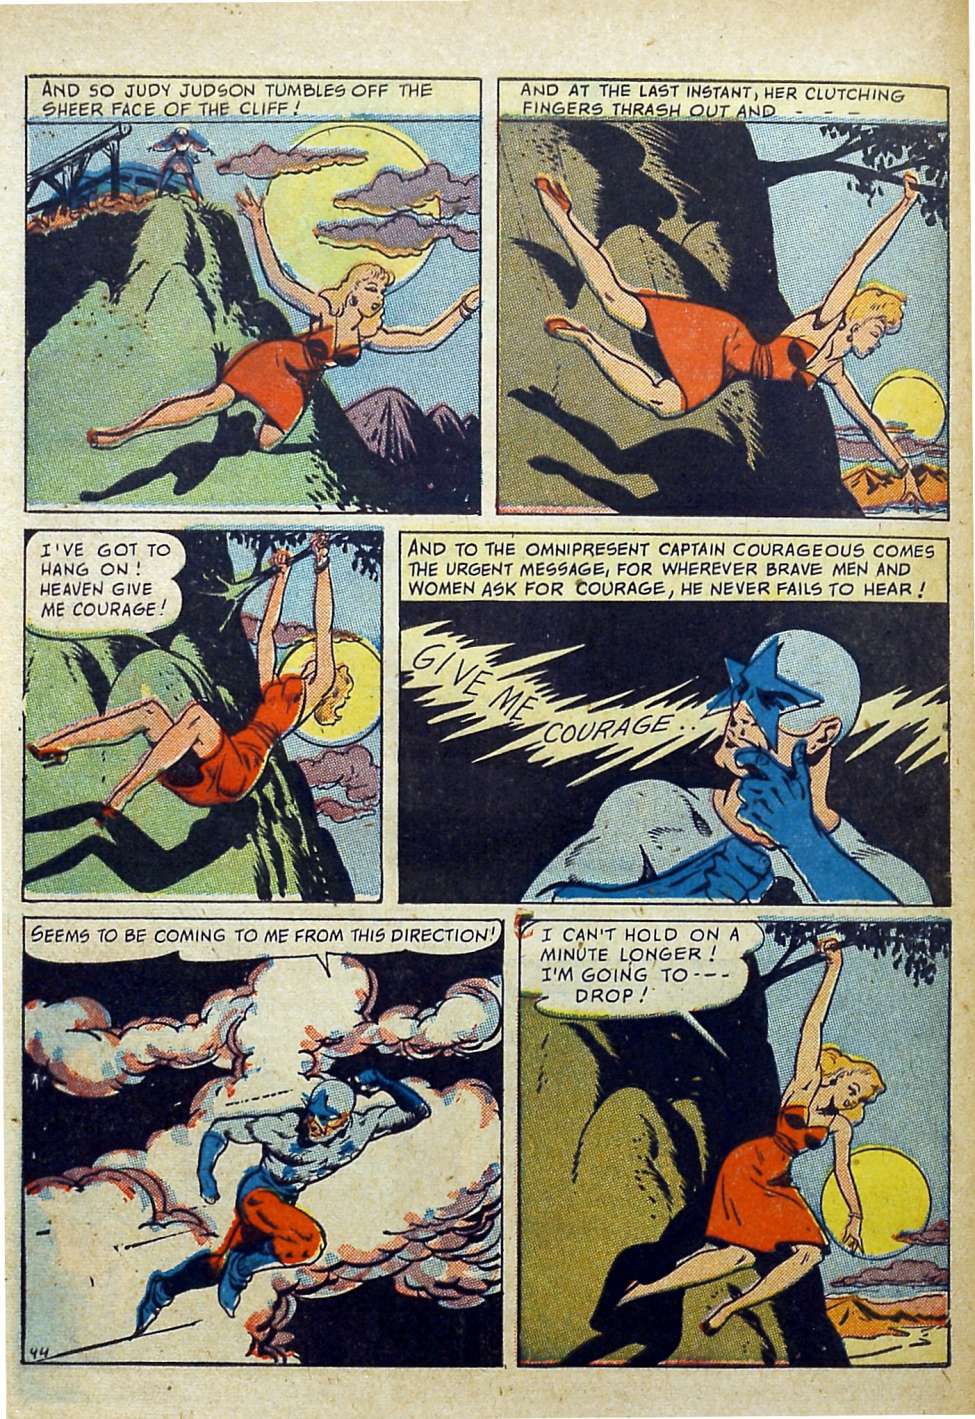 AND SO JUDY JUDSON TUMBLES OFF THE
SHEER FACE OF THE CLIFF!
AND AT THE LAST INSTANT, HER CLUTCHING
FINGERS THRASH OUT AND - - - -
I'VE GOT TO
HANG ON!
HEAVEN GIVE
ME COURAGE!
AND TO THE OMNIPRESENT CAPTAIN COURAGEOUS COMES
THE URGENT MESSAGE, FOR WHEREVER BRAVE MEN AND
WOMEN ASK FOR COURAGE, HE NEVER FAILS TO HEAR!
GIVE ME
COURAGE...
SEEMS TO BE COMING TO ME FROM THIS DIRECTION!
I CAN'T HOLD ON A
MINUTE LONGER!
I'M GOING TO ---
DROP!
44